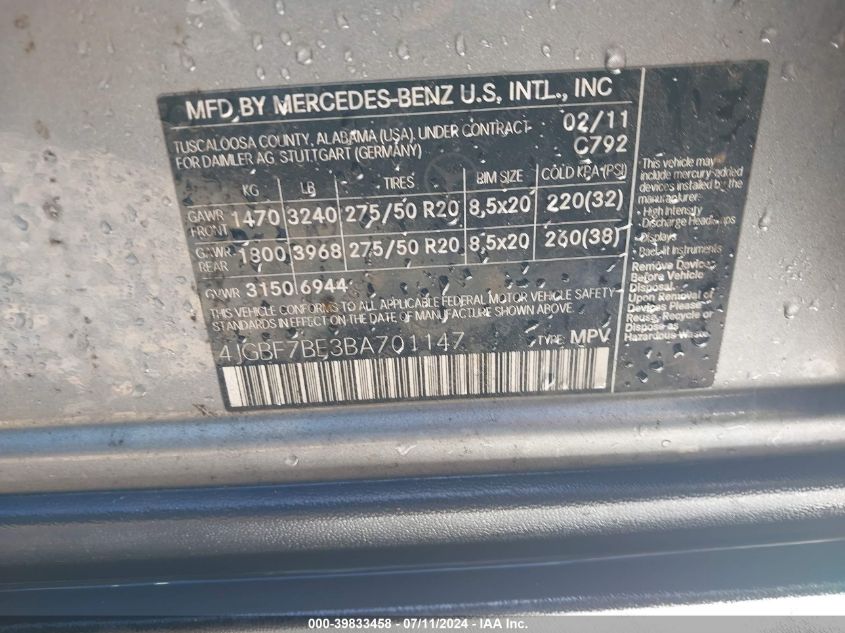 MFD, BY MERCEDES-BENZ U.S, INTL., INC
TUSCALOOSA COUNTY, ALABAMA (USA), UNDER CONTRACT 02/11
FOR DAIMLER AG, STUTTGART (GERMANY) C792
KG LB TIRES RIM SIZE COLD KPA (PSI)
GAWR FRONT 1470 3240 275/50 R20 8,5x20 220(32)
GAWR REAR 1800 3968 275/50 R20 8,5x20 260(38)
GVWR 3150 6944
THIS VEHICLE CONFORMS TO ALL APPLICABLE FEDERAL MOTOR VEHICLE SAFETY
STANDARDS IN EFFECT ON THE DATE OF MANUFACTURE SHOWN ABOVE.
4JGBF7BE3BA701147 TYPE: MPV
This vehicle may
include mercury-added
devices installed by the
manufacturer:
• High Intensity
Discharge Headlamps
• Displays
• Back-lit Instruments
Remove Devices
Before Vehicle
Disposal.
Upon Removal of
Devices Please
Reuse, Recycle or
Dispose as
Hazardous Waste
000-39833458 - 07/11/2024 - IAA Inc.